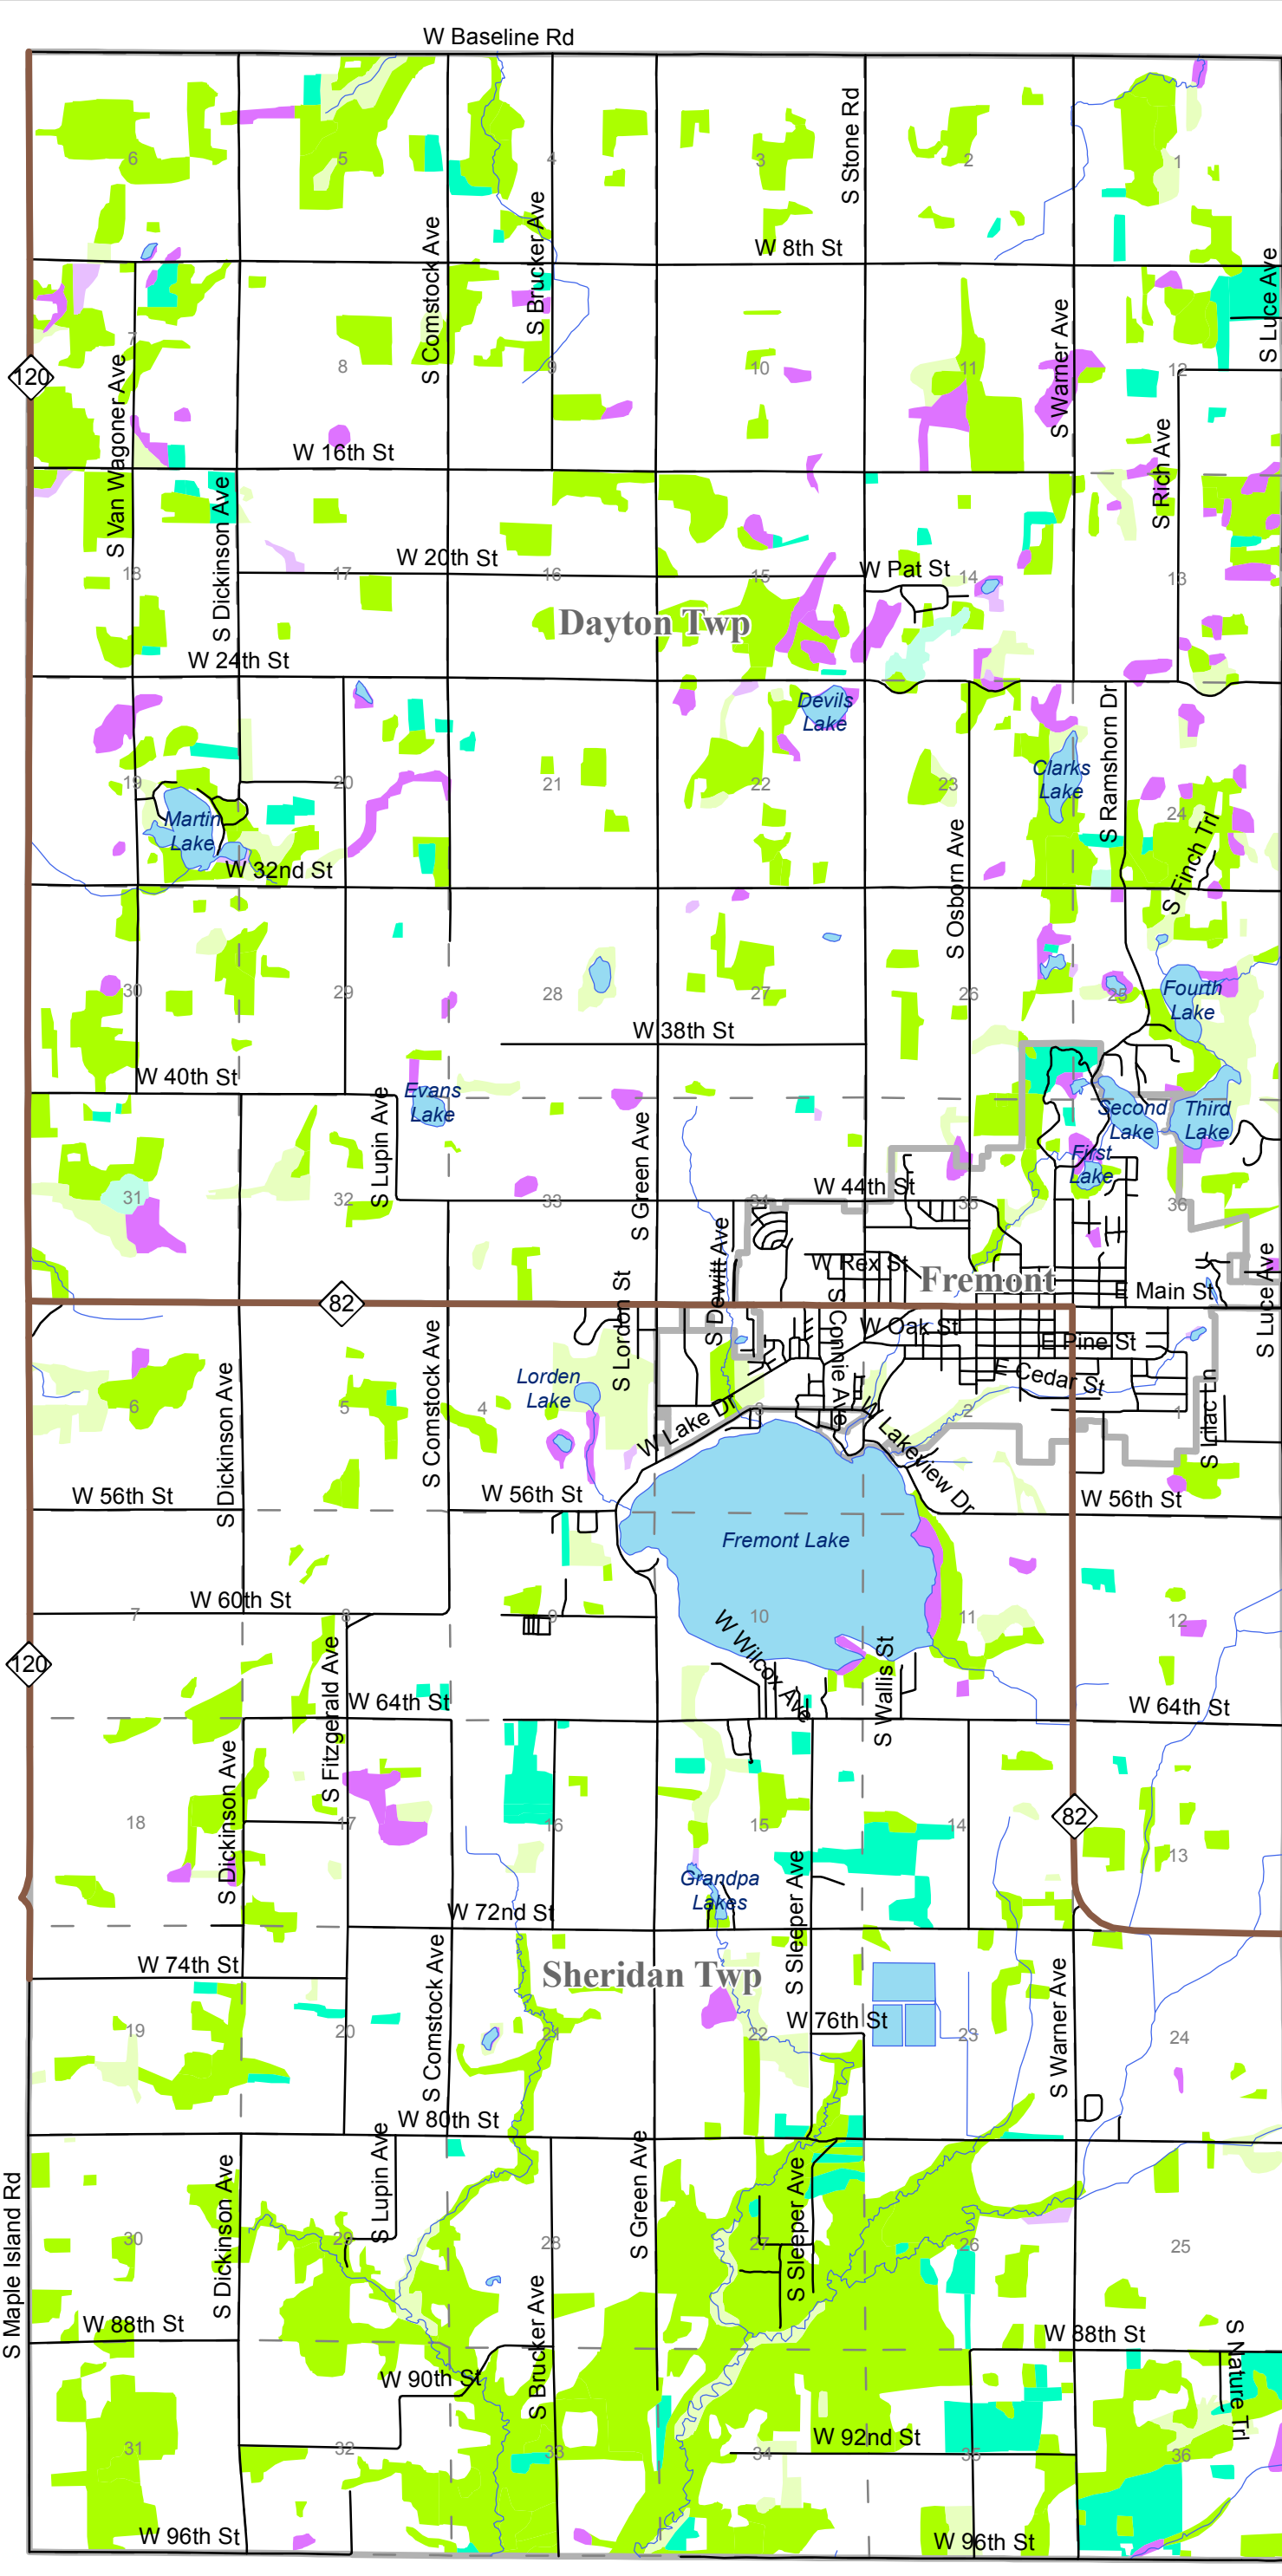 W Baseline Rd
S Stone Rd
6
5
4
3
2
1
S Brucker Ave
S Comstock Ave
W 8th St
S Luce Ave
S Warner Ave
7
8
9
10
11
12
120
S Van Wagoner Ave
W 16th St
S Rich Ave
S Dickinson Ave
W 20th St
W Pat St
18
17
16
15
14
13
Dayton Twp
W 24th St
Devils
Lake
S Ramshorn Dr
Clarks
Lake
19
20
21
22
23
24
Martin
Lake
S Finch Trl
S Osborn Ave
W 32nd St
30
29
28
27
26
25
Fourth
Lake
W 38th St
W 40th St
Evans
Lake
S Lupin Ave
S Green Ave
Second
Lake
Third
Lake
First
Lake
31
32
33
34
35
36
W 44th St
S Dewitt Ave
W Rex St
Fremont
E Main St
S Luce Ave
82
S Lordon St
S Connie Ave
W Oak St
E Pine St
E Cedar St
S Comstock Ave
S Dickinson Ave
Lorden
Lake
6
5
4
3
2
1
W Lake Dr
W Lakeview Dr
S Lilac Ln
W 56th St
W 56th St
W 56th St
Fremont Lake
W 60th St
7
8
9
10
11
12
120
S Fitzgerald Ave
W Wilcox Ave
S Wallis St
W 64th St
W 64th St
S Dickinson Ave
18
17
16
15
14
13
82
S Sleeper Ave
Grandpa
Lakes
W 72nd St
W 74th St
Sheridan Twp
S Comstock Ave
W 76th St
S Warner Ave
19
20
21
22
23
24
W 80th St
S Maple Island Rd
S Dickinson Ave
S Lupin Ave
S Green Ave
S Sleeper Ave
30
29
28
27
26
25
S Brucker Ave
W 88th St
W 88th St
S Nature Trl
W 90th St
W 92nd St
31
32
33
34
35
36
W 96th St
W 96th St